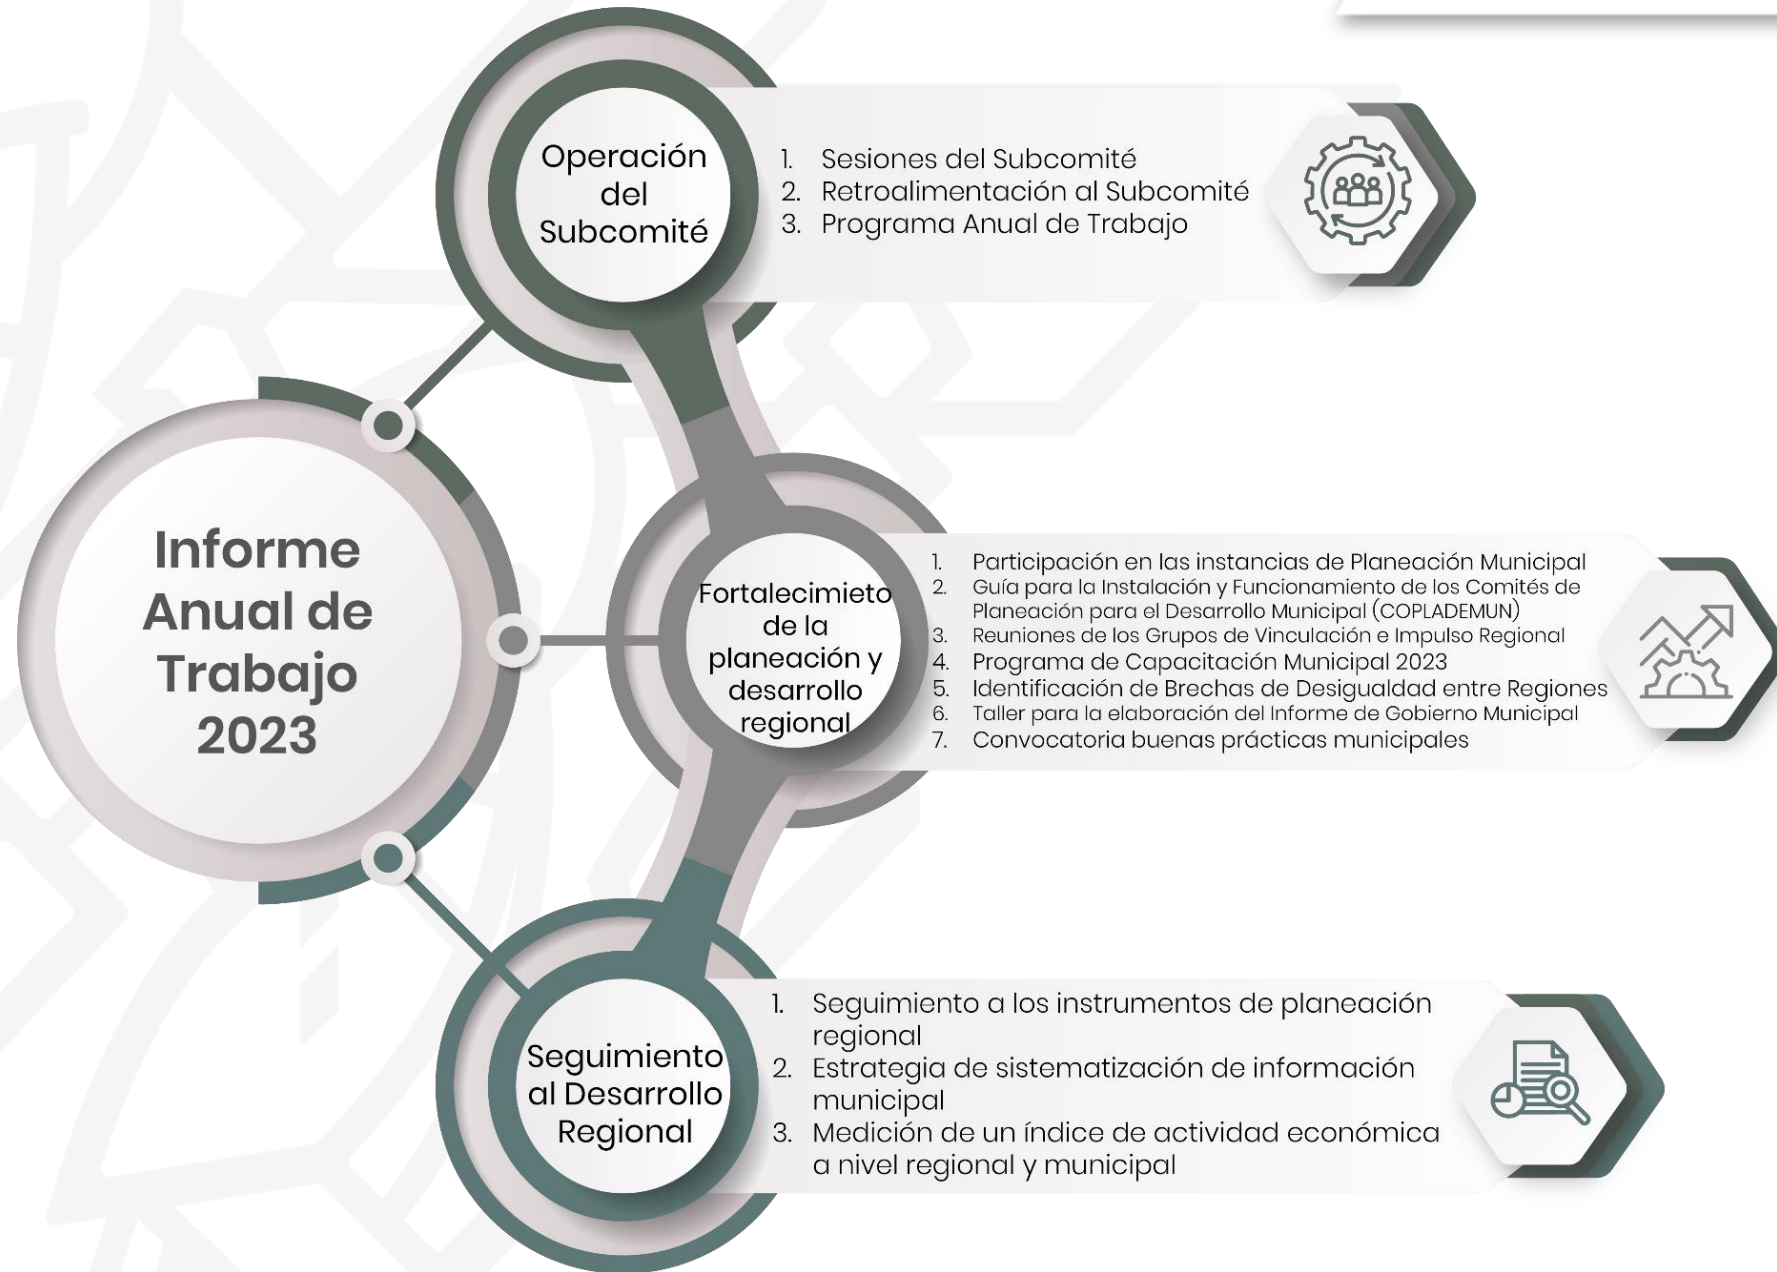 Informe
Anual de
Trabajo
2023
Operación
del
Subcomité
1. Sesiones del Subcomité
2. Retroalimentación al Subcomité
3. Programa Anual de Trabajo
Fortalecimieto
de la
planeación y
desarrollo
regional
1. Participación en las instancias de Planeación Municipal
2. Guía para la Instalación y Funcionamiento de los Comités de
Planeación para el Desarrollo Municipal (COPLADEMUN)
3. Reuniones de los Grupos de Vinculación e Impulso Regional
4. Programa de Capacitación Municipal 2023
5. Identificación de Brechas de Desigualdad entre Regiones
6. Taller para la elaboración del Informe de Gobierno Municipal
7. Convocatoria buenas prácticas municipales
Seguimiento
al Desarrollo
Regional
1. Seguimiento a los instrumentos de planeación
regional
2. Estrategia de sistematización de información
municipal
3. Medición de un índice de actividad económica
a nivel regional y municipal